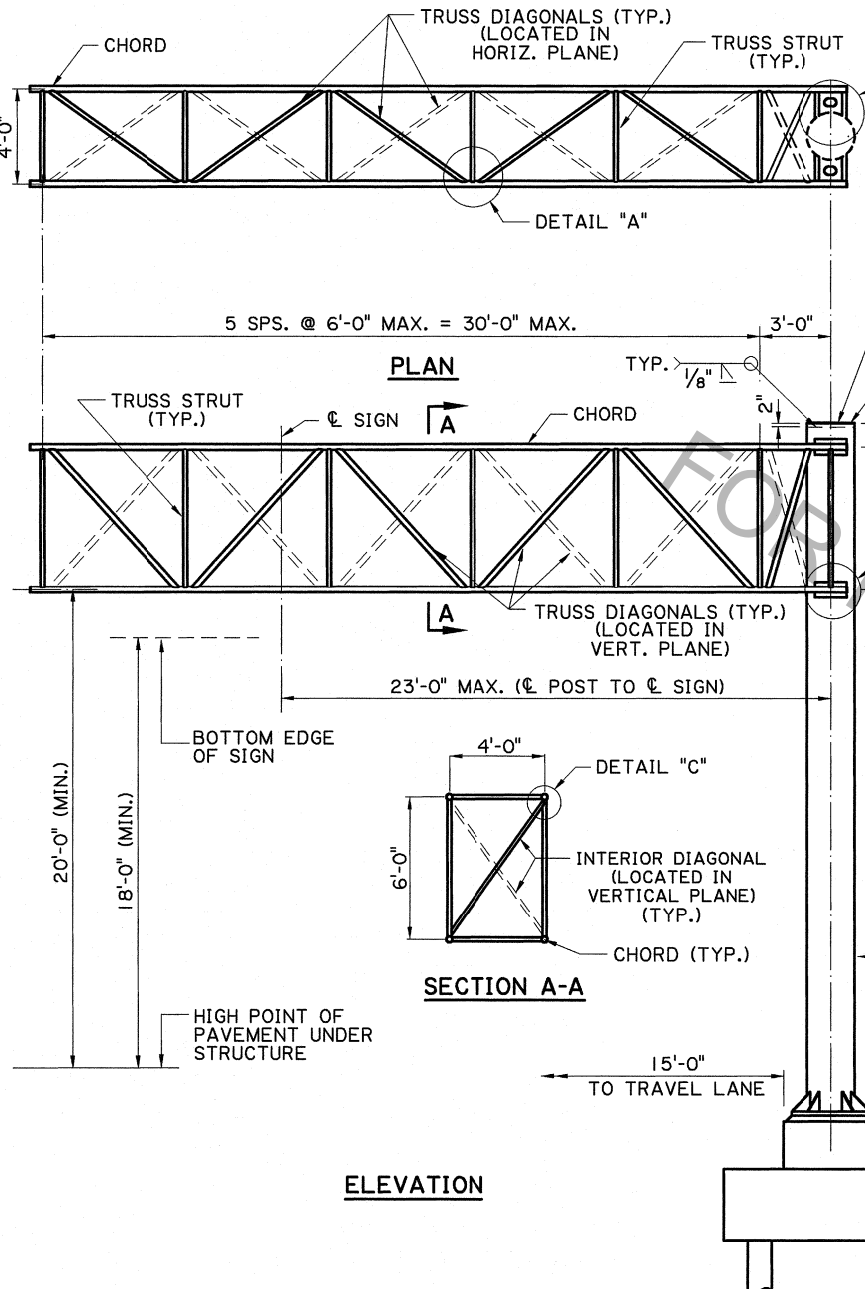 TRUSS DIAGONALS (TYP.)
(LOCATED IN
HORIZ. PLANE)
CHORD
TRUSS STRUT
(TYP.)
4'-0"
DETAIL "A"
5 SPS. @ 6'-0" MAX. = 30'-0" MAX.
3'-0"
PLAN
TYP.
1/8"
2"
TRUSS STRUT
(TYP.)
℄ SIGN
A
CHORD
FOR
A
TRUSS DIAGONALS (TYP.)
(LOCATED IN
VERT. PLANE)
23'-0" MAX. (℄ POST TO ℄ SIGN)
BOTTOM EDGE
OF SIGN
20'-0" (MIN.)
18'-0" (MIN.)
4'-0"
DETAIL "C"
6'-0"
INTERIOR DIAGONAL
(LOCATED IN
VERTICAL PLANE)
(TYP.)
CHORD (TYP.)
SECTION A-A
HIGH POINT OF
PAVEMENT UNDER
STRUCTURE
15'-0"
TO TRAVEL LANE
ELEVATION